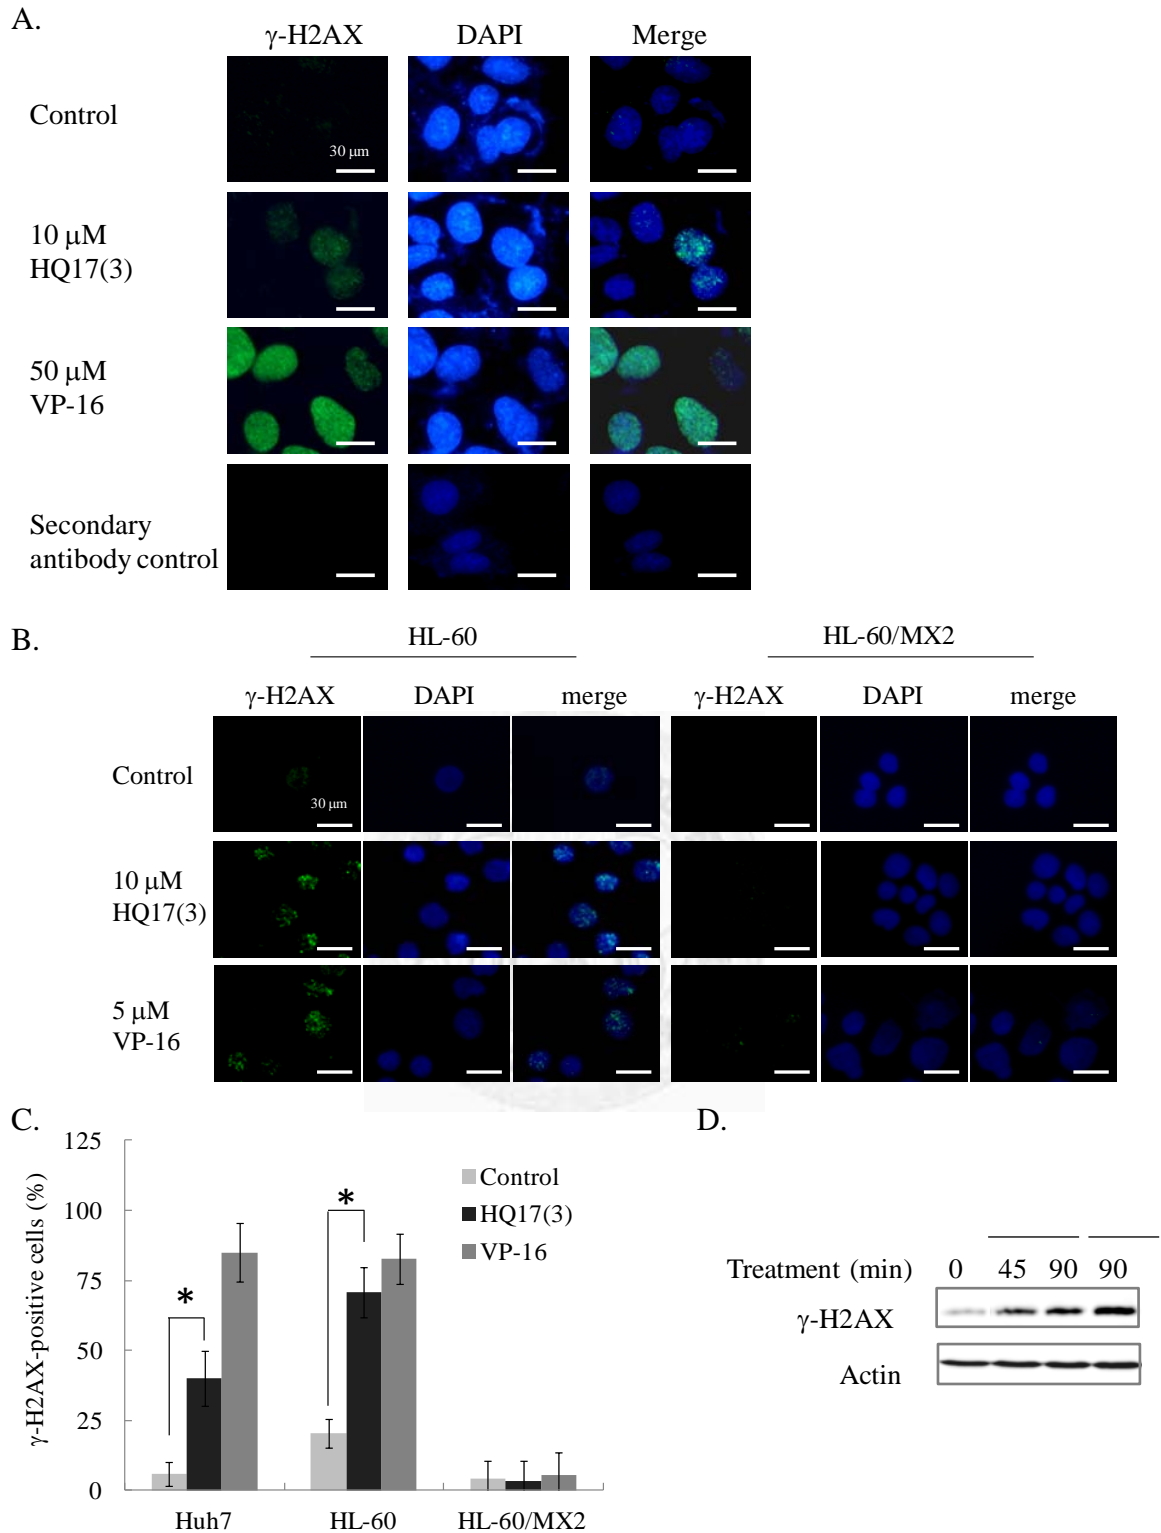 A.
γ-H2AX DAPI Merge
Control
30 μm
10 μM
HQ17(3)
50 μM
VP-16
Secondary
antibody control
B.
HL-60 HL-60/MX2
γ-H2AX DAPI merge γ-H2AX DAPI merge
Control
30 μm
10 μM
HQ17(3)
5 μM
VP-16
C.
γ-H2AX-positive cells (%)
125
100
75
50
25
0
* *
Control
HQ17(3)
VP-16
Huh7 HL-60 HL-60/MX2
D.
Treatment (min) 0 45 90 90
γ-H2AX
Actin